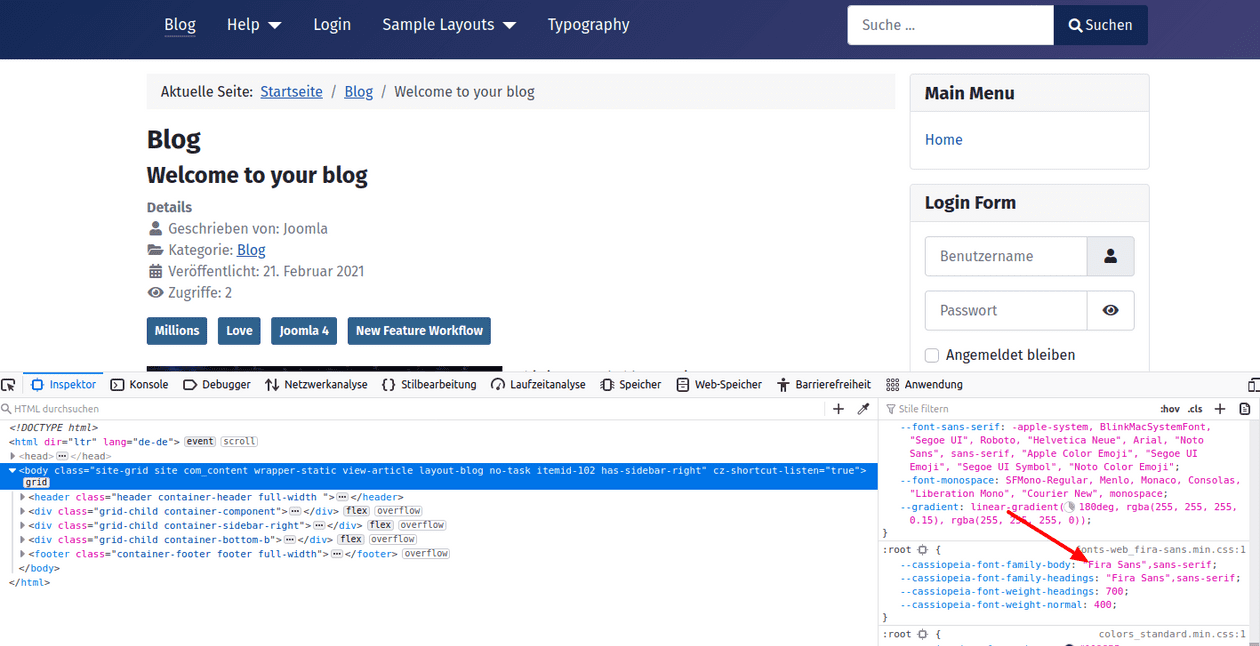 Blog Help Login Sample Layouts Typography Suche ... Suchen
Aktuelle Seite: Startseite / Blog / Welcome to your blog
Blog
Welcome to your blog
Details
Geschrieben von: Joomla
Kategorie: Blog
Veröffentlicht: 21. Februar 2021
Zugriffe: 2
Millions Love Joomla 4 New Feature Workflow
Main Menu
Home
Login Form
Benutzername
Passwort
Angemeldet bleiben
Inspektor Konsole Debugger Netzwerkanalyse {} Stilbearbeitung Laufzeitanalyse Speicher Web-Speicher Barrierefreiheit Anwendung
HTML durchsuchen
<!DOCTYPE html>
<html dir="ltr" lang="de-de"> event scroll
<head> ••• </head>
<body class="site-grid site com_content wrapper-static view-article layout-blog no-task itemid-102 has-sidebar-right" cz-shortcut-listen="true">
grid
<header class="header container-header full-width "> ••• </header>
<div class="grid-child container-component"> ••• </div> flex overflow
<div class="grid-child container-sidebar-right"> ••• </div> flex overflow
<div class="grid-child container-bottom-b"> ••• </div> flex overflow
<footer class="container-footer footer full-width"> ••• </footer> overflow
</body>
</html>
Stile filtern :hov .cls
--font-sans-serif: -apple-system, BlinkMacSystemFont,
"Segoe UI", Roboto, "Helvetica Neue", Arial, "Noto
Sans", sans-serif, "Apple Color Emoji", "Segoe UI
Emoji", "Segoe UI Symbol", "Noto Color Emoji";
--font-monospace: SFMono-Regular, Menlo, Monaco, Consolas,
"Liberation Mono", "Courier New", monospace;
--gradient: linear-gradient( 180deg, rgba(255, 255, 255,
0.15), rgba(255, 255, 255, 0));
}
:root { fonts-web_fira-sans.min.css:1
--cassiopeia-font-family-body: "Fira Sans",sans-serif;
--cassiopeia-font-family-headings: "Fira Sans",sans-serif;
--cassiopeia-font-weight-headings: 700;
--cassiopeia-font-weight-normal: 400;
}
:root { colors_standard.min.css:1